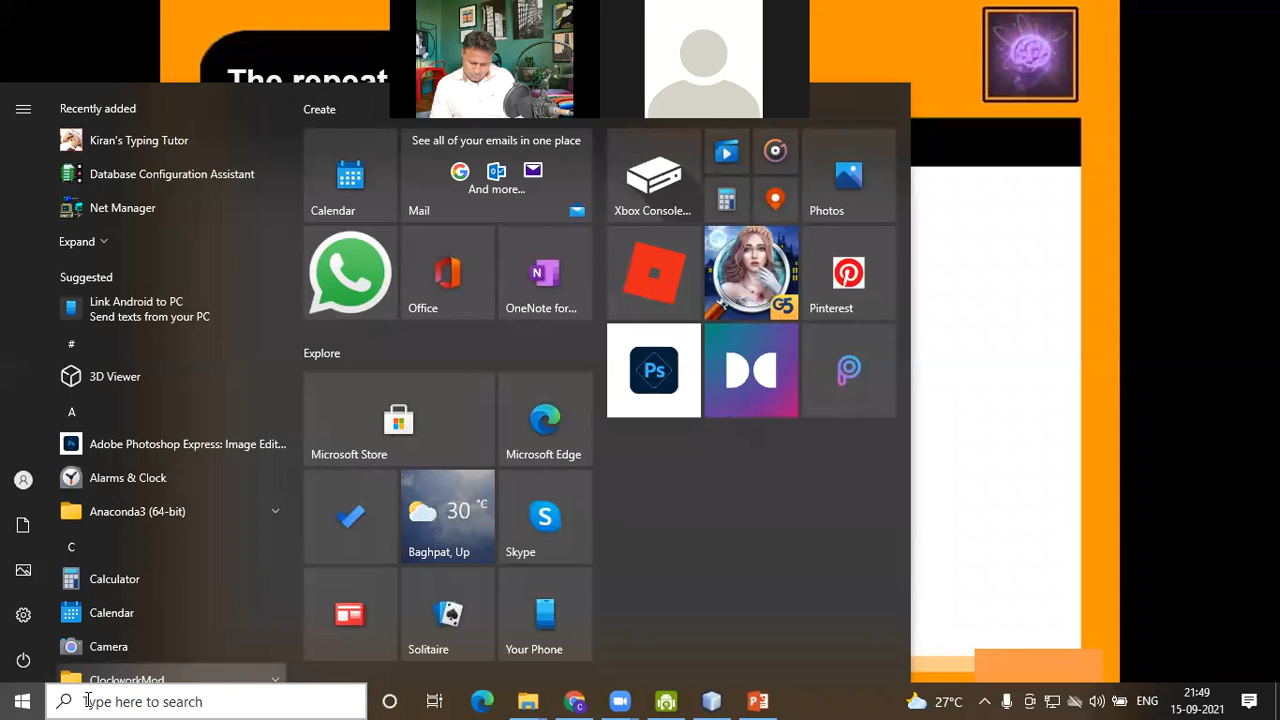 The repeat
Recently added
Kiran's Typing Tutor
Database Configuration Assistant
Net Manager
Expand
Suggested
Link Android to PC
Send texts from your PC
#
3D Viewer
A
Adobe Photoshop Express: Image Edit...
Alarms & Clock
Anaconda3 (64-bit)
C
Calculator
Calendar
Camera
ClockworkMod
Create
Calendar
See all of your emails in one place
And more...
Mail
Office
OneNote for...
Explore
Microsoft Store
Microsoft Edge
30 °C
Baghpat, Up
Skype
Solitaire
Your Phone
Xbox Console...
Photos
G5
Pinterest
Ps
Type here to search
27°C
ENG
21:49
15-09-2021